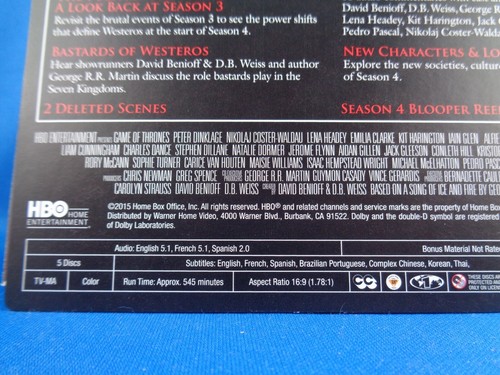 A LOOK BACK AT SEASON 3
Revisit the brutal events of Season 3 to see the power shifts
that define Westeros at the start of Season 4.
BASTARDS OF WESTEROS
Hear showrunners David Benioff & D.B. Weiss and author
George R.R. Martin discuss the role bastards play in the
Seven Kingdoms.
2 DELETED SCENES
David Benioff, D.B. Weiss, George R
Lena Headey, Kit Harington, Jack G
Pedro Pascal, Nikolaj Coster-Walda
NEW CHARACTERS & LO
Explore the new societies, culture
of Season 4.
SEASON 4 BLOOPER REE
HBO ENTERTAINMENT PRESENTS GAME OF THRONES PETER DINKLAGE NIKOLAJ COSTER-WALDAU LENA HEADEY EMILIA CLARKE KIT HARINGTON IAIN GLEN ALFIE
LIAM CUNNINGHAM CHARLES DANCE STEPHEN DILLANE NATALIE DORMER JEROME FLYNN AIDAN GILLEN JACK GLEESON CONLETH HILL KRISTO
RORY McCANN SOPHIE TURNER CARICE VAN HOUTEN MAISIE WILLIAMS ISAAC HEMPSTEAD WRIGHT MICHAEL McELHATTON PEDRO PAS
CHRIS NEWMAN GREG SPENCE GEORGE R.R. MARTIN GUYMON CASADY VINCE GERARDIS BERNADETTE CAUL
CAROLYN STRAUSS DAVID BENIOFF D.B. WEISS DAVID BENIOFF & D.B. WEISS BASED ON A SONG OF ICE AND FIRE BY GEO
HBO HOME ENTERTAINMENT
©2015 Home Box Office, Inc. All rights reserved. HBO® and related channels and service marks are the property of Home Box
Distributed by Warner Home Video, 4000 Warner Blvd., Burbank, CA 91522. Dolby and the double-D symbol are registered
of Dolby Laboratories.
Audio: English 5.1, French 5.1, Spanish 2.0
Bonus Material Not Rate
5 Discs
Subtitles: English, French, Spanish, Brazilian Portuguese, Complex Chinese, Korean, Thai,
TV-MA
Color
Run Time: Approx. 545 minutes
Aspect Ratio 16:9 (1.78:1)